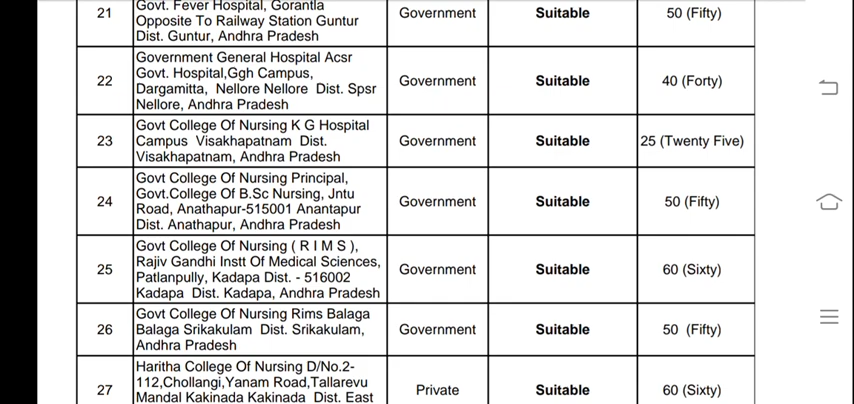 21
Govt. Fever Hospital, Gorantla
Opposite To Railway Station Guntur
Dist. Guntur, Andhra Pradesh
Government
Suitable
50 (Fifty)
22
Government General Hospital Acsr
Govt. Hospital,Ggh Campus,
Dargamitta, Nellore Nellore Dist. Spsr
Nellore, Andhra Pradesh
Government
Suitable
40 (Forty)
23
Govt College Of Nursing K G Hospital
Campus Visakhapatnam Dist.
Visakhapatnam, Andhra Pradesh
Government
Suitable
25 (Twenty Five)
24
Govt College Of Nursing Principal,
Govt.College Of B.Sc Nursing, Jntu
Road, Anathapur-515001 Anantapur
Dist. Anathapur, Andhra Pradesh
Government
Suitable
50 (Fifty)
25
Govt College Of Nursing ( R I M S ),
Rajiv Gandhi Instt Of Medical Sciences,
Patlanpully, Kadapa Dist. - 516002
Kadapa Dist. Kadapa, Andhra Pradesh
Government
Suitable
60 (Sixty)
26
Govt College Of Nursing Rims Balaga
Balaga Srikakulam Dist. Srikakulam,
Andhra Pradesh
Government
Suitable
50 (Fifty)
27
Haritha College Of Nursing D/No.2-
112,Chollangi,Yanam Road,Tallarevu
Mandal Kakinada Kakinada Dist. East
Private
Suitable
60 (Sixty)